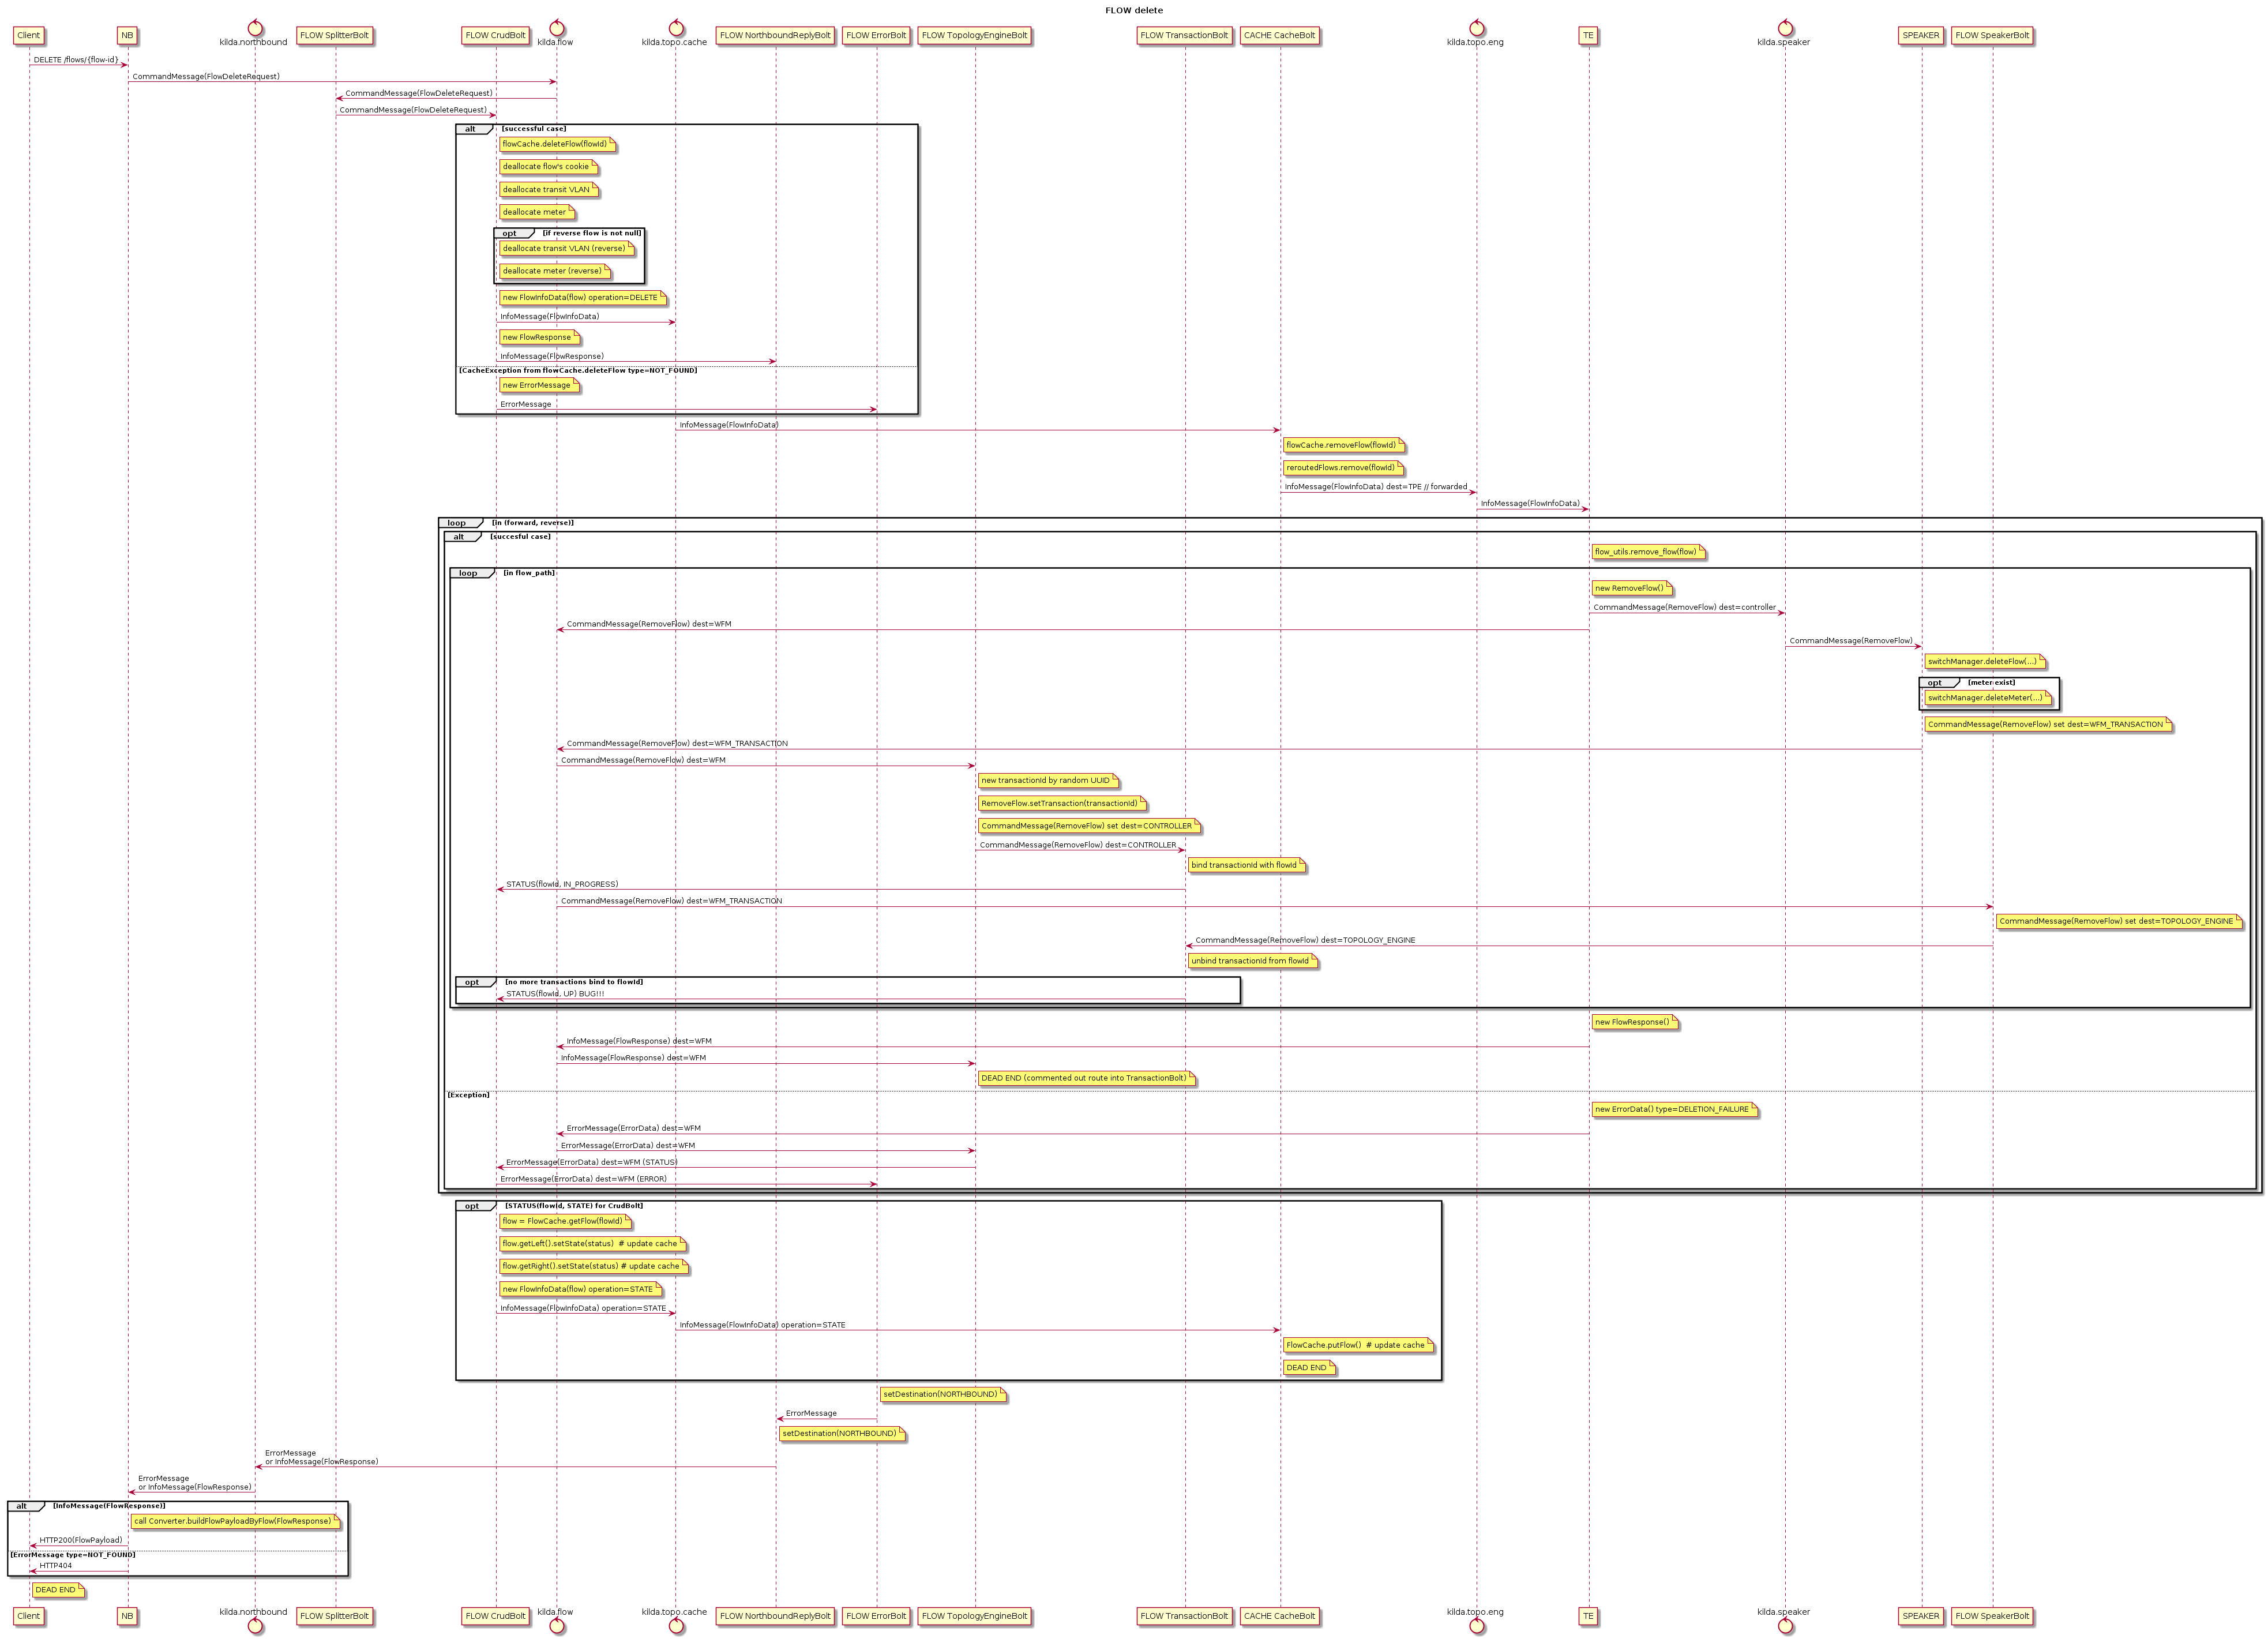 FLOW delete
Client
NB
kilda.northbound
FLOW SplitterBolt
FLOW CrudBolt
kilda.flow
kilda.topo.cache
FLOW NorthboundReplyBolt
FLOW ErrorBolt
FLOW TopologyEngineBolt
FLOW TransactionBolt
CACHE CacheBolt
kilda.topo.eng
TE
kilda.speaker
SPEAKER
FLOW SpeakerBolt
DELETE /flows/{flow-id}
CommandMessage(FlowDeleteRequest)
CommandMessage(FlowDeleteRequest)
CommandMessage(FlowDeleteRequest)
alt [successful case]
flowCache.deleteFlow(flowId)
deallocate flow's cookie
deallocate transit VLAN
deallocate meter
opt [if reverse flow is not null]
deallocate transit VLAN (reverse)
deallocate meter (reverse)
new FlowInfoData(flow) operation=DELETE
InfoMessage(FlowInfoData)
new FlowResponse
InfoMessage(FlowResponse)
[CacheException from flowCache.deleteFlow type=NOT_FOUND]
new ErrorMessage
ErrorMessage
InfoMessage(FlowInfoData)
flowCache.removeFlow(flowId)
reroutedFlows.remove(flowId)
InfoMessage(FlowInfoData) dest=TPE // forwarded
InfoMessage(FlowInfoData)
loop [in (forward, reverse)]
alt [succesful case]
flow_utils.remove_flow(flow)
loop [in flow_path]
new RemoveFlow()
CommandMessage(RemoveFlow) dest=controller
CommandMessage(RemoveFlow) dest=WFM
CommandMessage(RemoveFlow)
switchManager.deleteFlow(...)
opt [meter exist]
switchManager.deleteMeter(...)
CommandMessage(RemoveFlow) set dest=WFM_TRANSACTION
CommandMessage(RemoveFlow) dest=WFM_TRANSACTION
CommandMessage(RemoveFlow) dest=WFM
new transactionId by random UUID
RemoveFlow.setTransaction(transactionId)
CommandMessage(RemoveFlow) set dest=CONTROLLER
CommandMessage(RemoveFlow) dest=CONTROLLER
bind transactionId with flowId
STATUS(flowId, IN_PROGRESS)
CommandMessage(RemoveFlow) dest=WFM_TRANSACTION
CommandMessage(RemoveFlow) set dest=TOPOLOGY_ENGINE
CommandMessage(RemoveFlow) dest=TOPOLOGY_ENGINE
unbind transactionId from flowId
opt [no more transactions bind to flowId]
STATUS(flowId, UP) BUG!!!
new FlowResponse()
InfoMessage(FlowResponse) dest=WFM
InfoMessage(FlowResponse) dest=WFM
DEAD END (commented out route into TransactionBolt)
[Exception]
new ErrorData() type=DELETION_FAILURE
ErrorMessage(ErrorData) dest=WFM
ErrorMessage(ErrorData) dest=WFM
ErrorMessage(ErrorData) dest=WFM (STATUS)
ErrorMessage(ErrorData) dest=WFM (ERROR)
opt [STATUS(flowId, STATE) for CrudBolt]
flow = FlowCache.getFlow(flowId)
flow.getLeft().setState(status) # update cache
flow.getRight().setState(status) # update cache
new FlowInfoData(flow) operation=STATE
InfoMessage(FlowInfoData) operation=STATE
InfoMessage(FlowInfoData) operation=STATE
FlowCache.putFlow() # update cache
DEAD END
setDestination(NORTHBOUND)
ErrorMessage
setDestination(NORTHBOUND)
ErrorMessage
or InfoMessage(FlowResponse)
ErrorMessage
or InfoMessage(FlowResponse)
alt [InfoMessage(FlowResponse)]
call Converter.buildFlowPayloadByFlow(FlowResponse)
HTTP200(FlowPayload)
[ErrorMessage type=NOT_FOUND]
HTTP404
DEAD END
Client
NB
kilda.northbound
FLOW SplitterBolt
FLOW CrudBolt
kilda.flow
kilda.topo.cache
FLOW NorthboundReplyBolt
FLOW ErrorBolt
FLOW TopologyEngineBolt
FLOW TransactionBolt
CACHE CacheBolt
kilda.topo.eng
TE
kilda.speaker
SPEAKER
FLOW SpeakerBolt